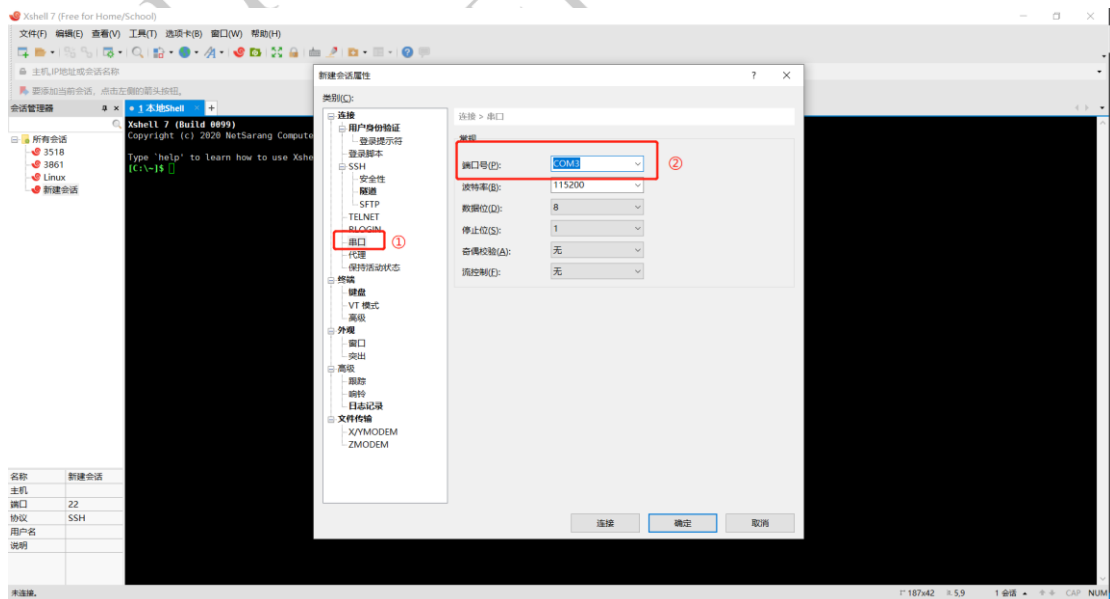 Xshell 7 (Free for Home/School)
文件(F) 编辑(E) 查看(V) 工具(T) 选项卡(B) 窗口(W) 帮助(H)
主机,IP地址或会话名称
要添加当前会话，点击左侧的箭头按钮。
会话管理器
1 本地Shell
所有会话
3518
3861
Linux
新建会话
Xshell 7 (Build 0099)
Copyright (c) 2020 NetSarang Compute
Type `help' to learn how to use Xshe
[C:\~]$
名称 新建会话
主机
端口 22
协议 SSH
用户名
说明
新建会话属性
类别(C):
连接
用户身份验证
登录提示符
登录脚本
SSH
安全性
隧道
SFTP
TELNET
RLOGIN
串口 ①
代理
保持活动状态
终端
键盘
VT 模式
高级
外观
窗口
突出
高级
跟踪
响铃
日志记录
文件传输
X/YMODEM
ZMODEM
连接 > 串口
常规
端口号(P): COM3 ②
波特率(B): 115200
数据位(D): 8
停止位(S): 1
奇偶校验(A): 无
流控制(F): 无
连接 确定 取消
未连接。 187x42 5,9 1 会话 CAP NUM